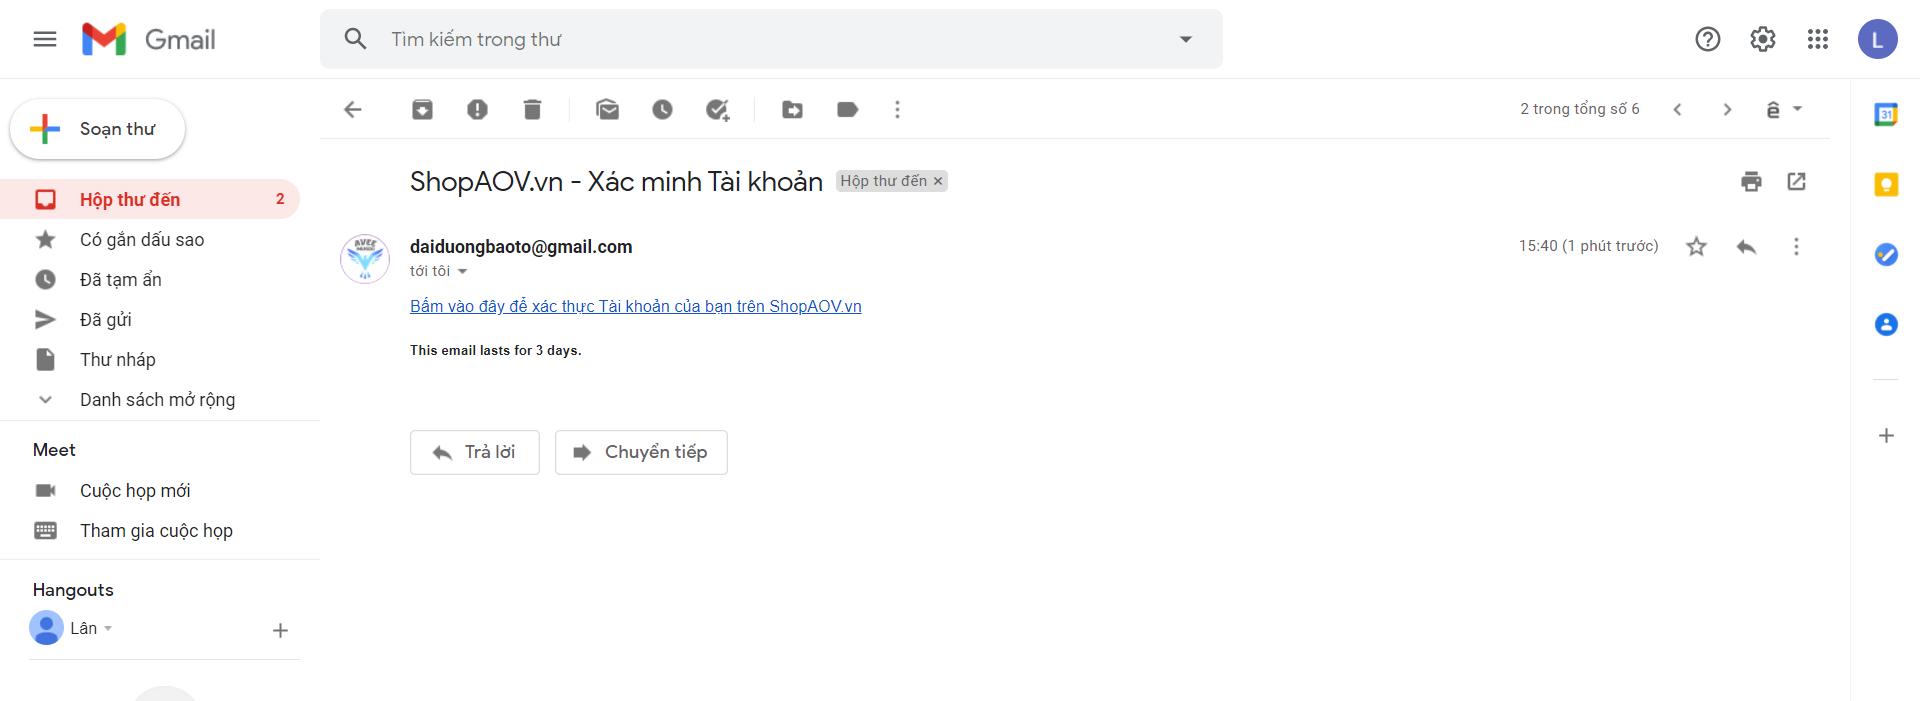 Gmail
Tìm kiếm trong thư
L
Soạn thư
2 trong tổng số 6
ê
31
Hộp thư đến
2
Có gắn dấu sao
Đã tạm ẩn
Đã gửi
Thư nháp
Danh sách mở rộng
Meet
Cuộc họp mới
Tham gia cuộc họp
Hangouts
Lân
ShopAOV.vn - Xác minh Tài khoản
Hộp thư đến ×
AVEE
daiduongbaoto@gmail.com
15:40 (1 phút trước)
tới tôi
Bấm vào đây để xác thực Tài khoản của bạn trên ShopAOV.vn
This email lasts for 3 days.
Trả lời
Chuyển tiếp